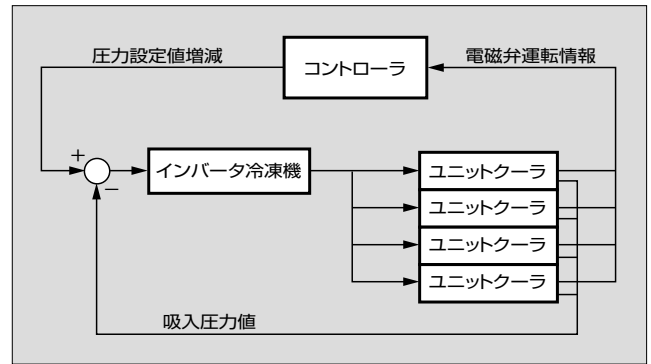 圧力設定値増減
コントローラ
電磁弁運転情報
＋
−
インバータ冷凍機
ユニットクーラ
ユニットクーラ
ユニットクーラ
ユニットクーラ
吸入圧力値